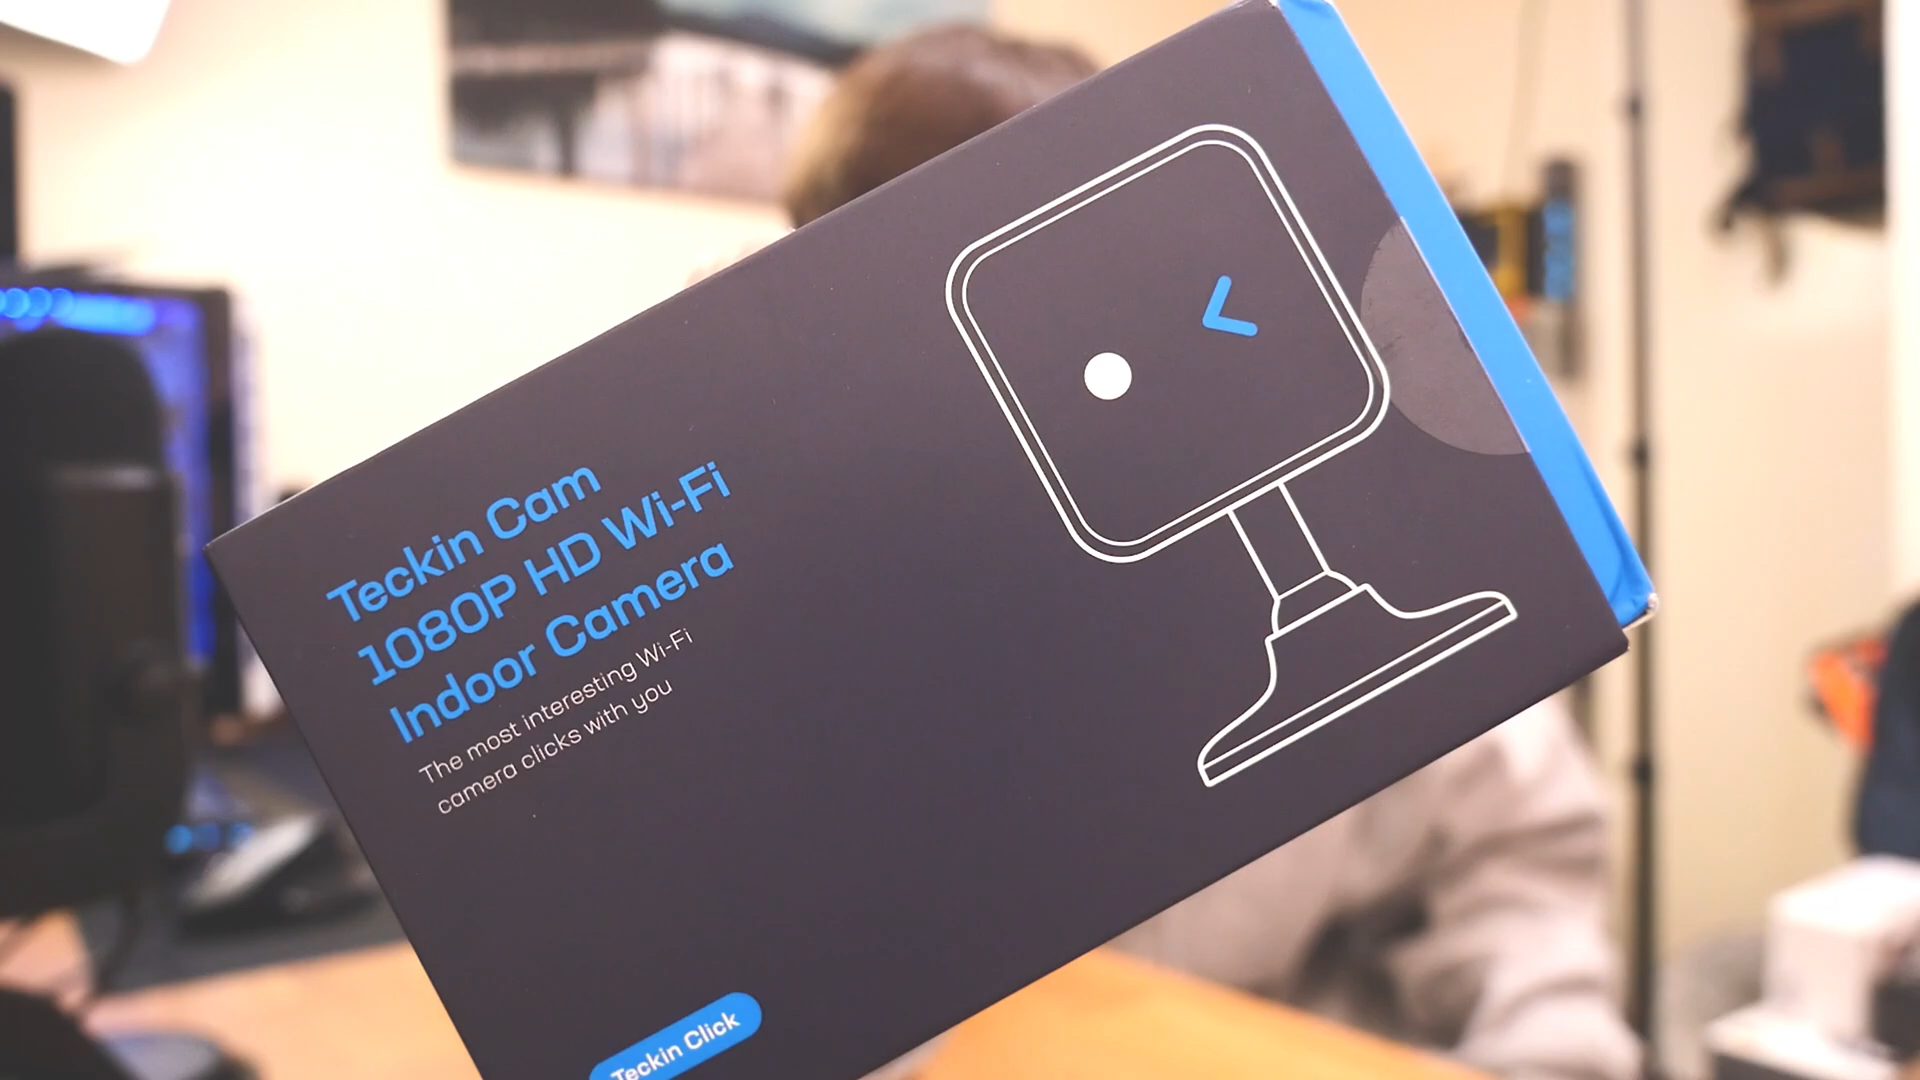 Teckin Cam
1080P HD Wi-Fi
Indoor Camera
The most interesting Wi-Fi
camera clicks with you
Teckin Click